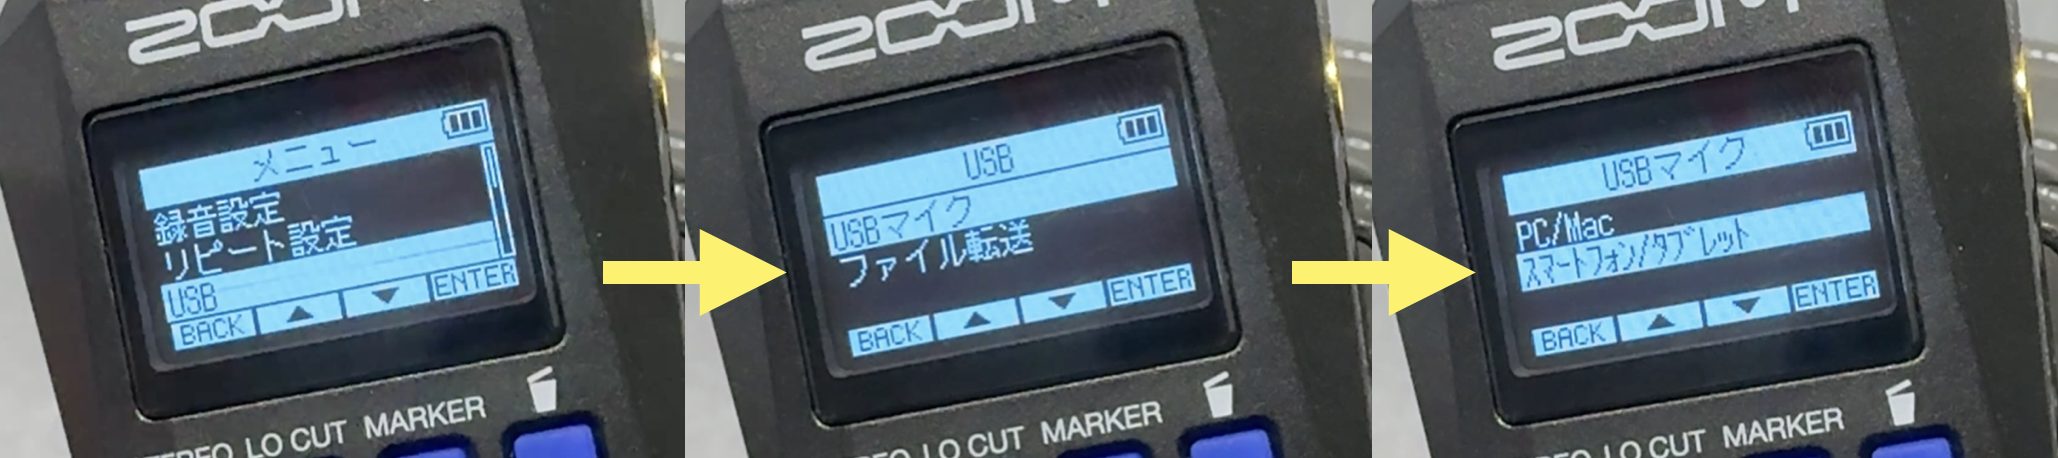 ZOOM
メニュー
録音設定
リピート設定
USB
BACK ▲ ▼ ENTER
LO CUT MARKER
ZOOM
USB
USBマイク
ファイル転送
BACK ▲ ▼ ENTER
LO CUT MARKER
ZOOM
USBマイク
PC/Mac
スマートフォン/タブレット
BACK ▲ ▼ ENTER
LO CUT MARKER